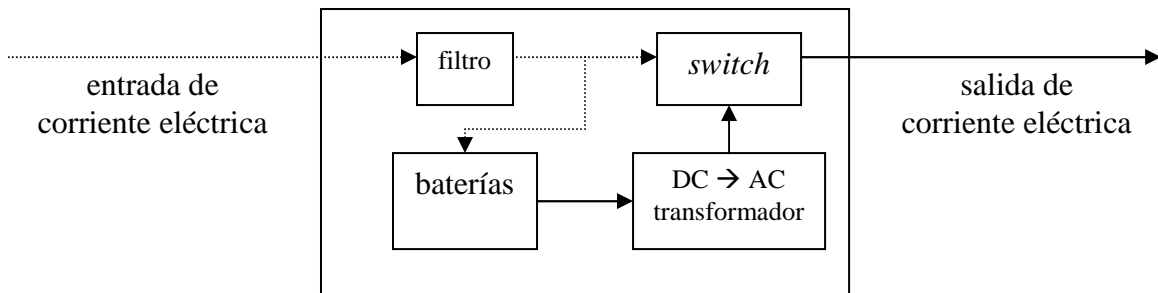 entrada de
corriente eléctrica
filtro
switch
salida de
corriente eléctrica
baterías
DC → AC
transformador